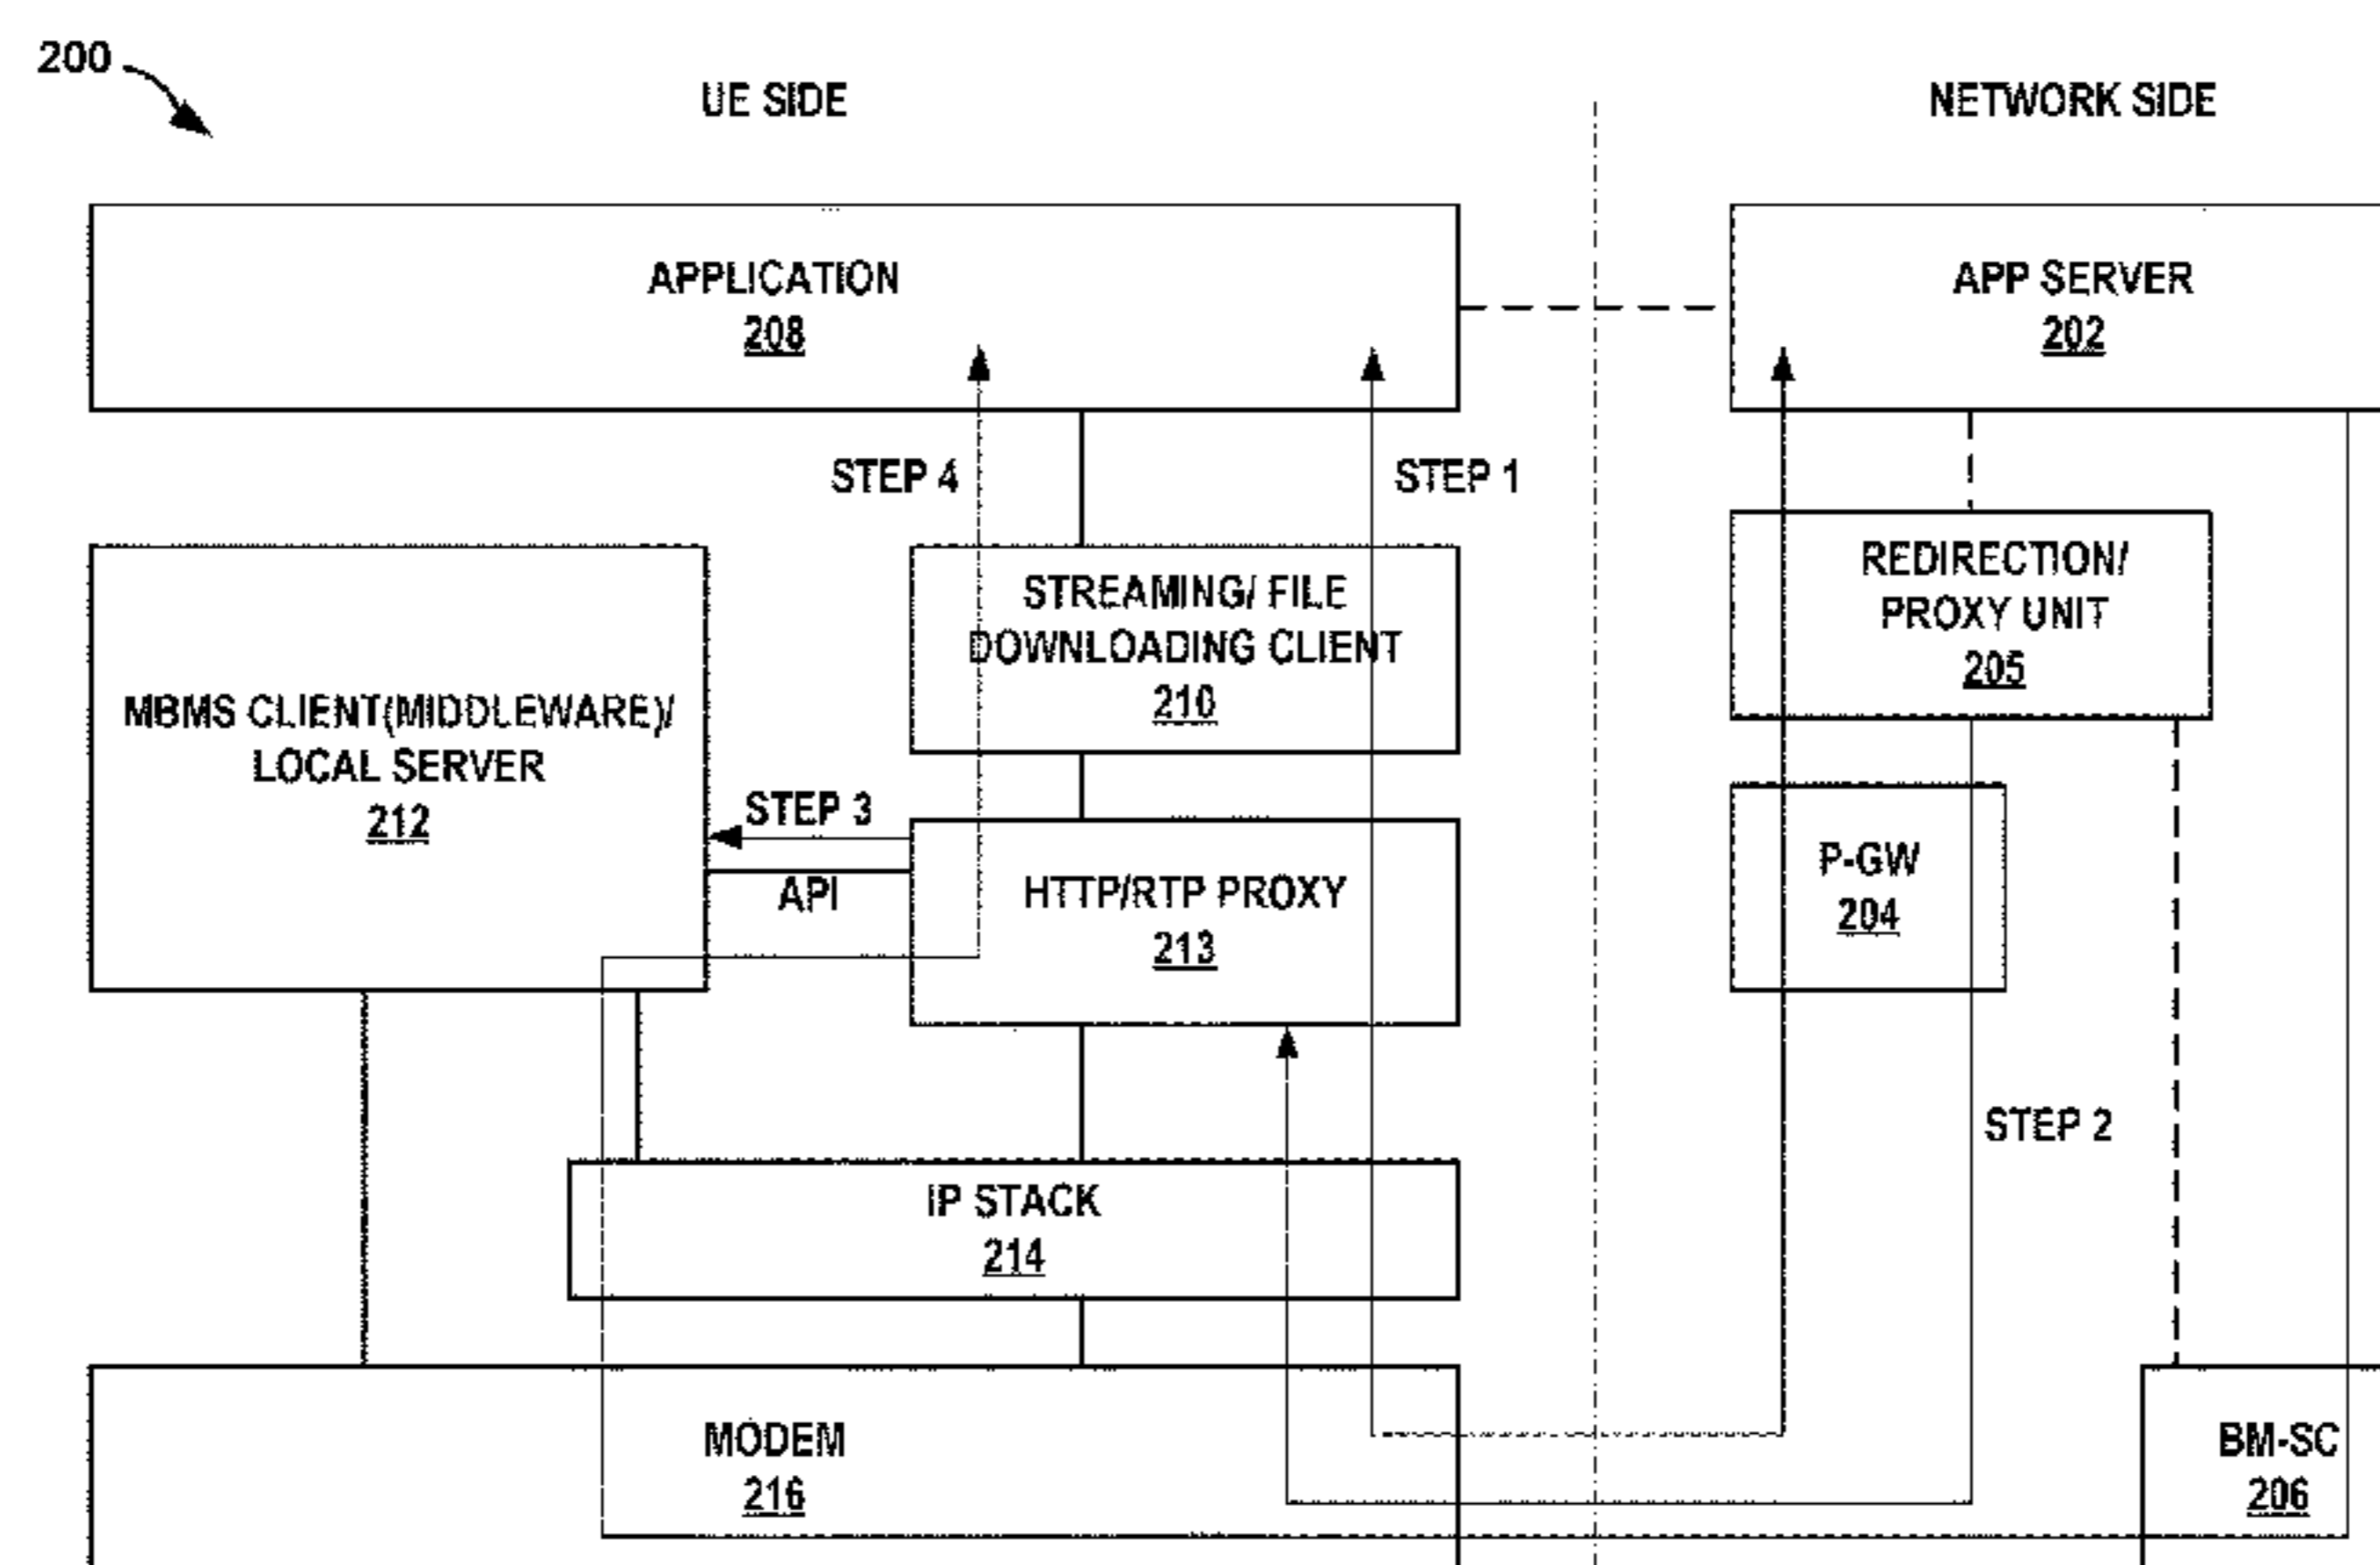 200
UE SIDE
NETWORK SIDE
APPLICATION
208
APP SERVER
202
STEP 4
STEP 1
STREAMING/ FILE
DOWNLOADING CLIENT
210
REDIRECTION/
PROXY UNIT
205
MBMS CLIENT(MIDDLEWARE)/
LOCAL SERVER
212
STEP 3
API
HTTP/RTP PROXY
213
P-GW
204
STEP 2
IP STACK
214
MODEM
216
BM-SC
206